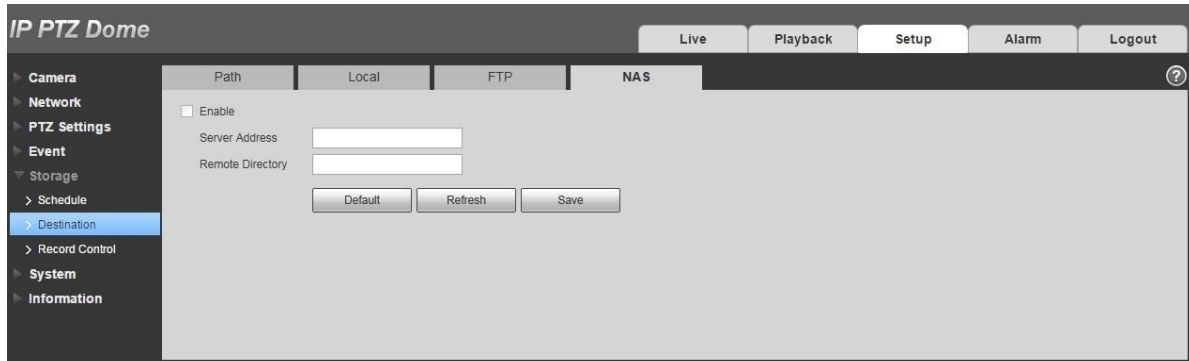 IP PTZ Dome
Live Playback Setup Alarm Logout
Camera
Network
PTZ Settings
Event
Storage
> Schedule
> Destination
> Record Control
System
Information
Path Local FTP NAS ?
Enable
Server Address
Remote Directory
Default Refresh Save